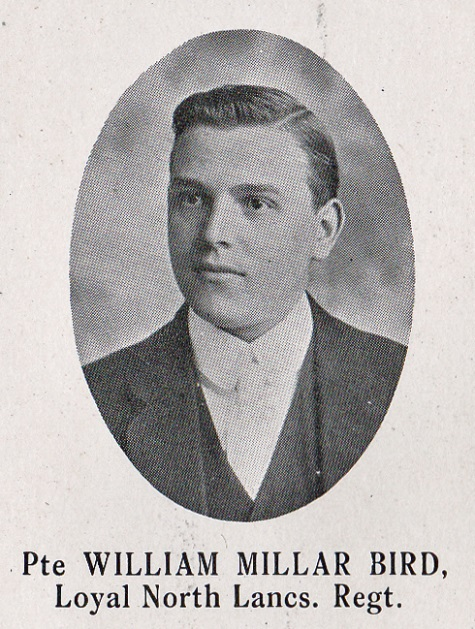 Pte WILLIAM MILLAR BIRD,
Loyal North Lancs. Regt.